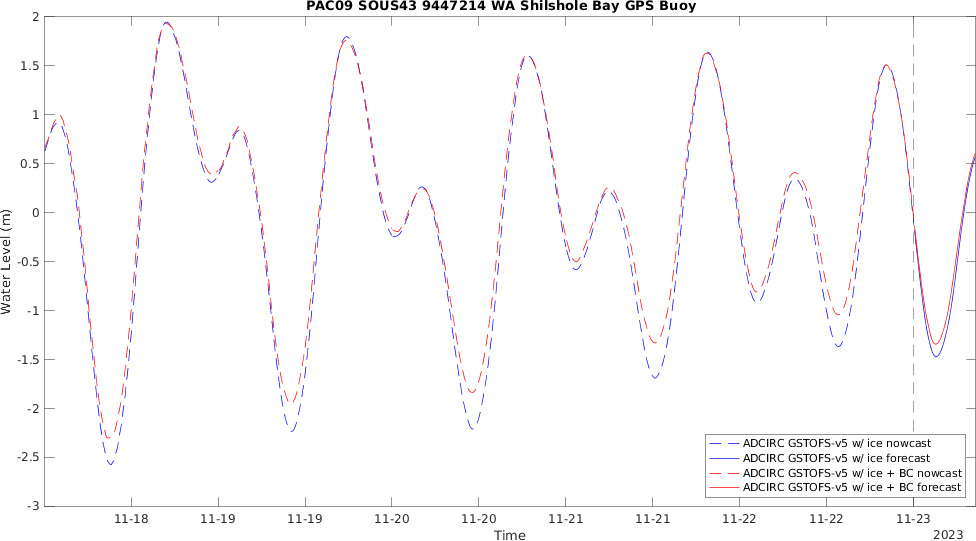 PAC09 SOUS43 9447214 WA Shilshole Bay GPS Buoy
2
1.5
1
0.5
0
-0.5
-1
-1.5
-2
-2.5
-3
Water Level (m)
ADCIRC GSTOFS-v5 w/ ice nowcast
ADCIRC GSTOFS-v5 w/ ice forecast
ADCIRC GSTOFS-v5 w/ ice + BC nowcast
ADCIRC GSTOFS-v5 w/ ice + BC forecast
11-18 11-19 11-19 11-20 11-20 11-21 11-21 11-22 11-22 11-23
Time
2023